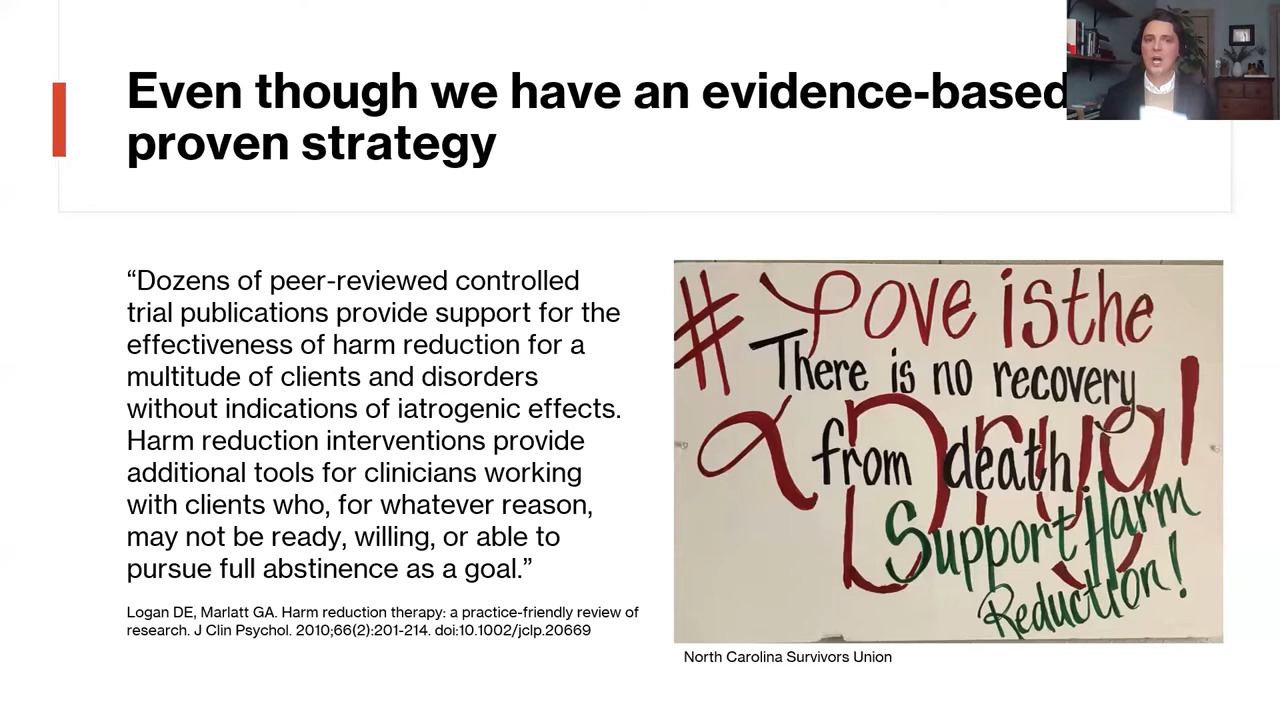 Even though we have an evidence-based
proven strategy
“Dozens of peer-reviewed controlled
trial publications provide support for the
effectiveness of harm reduction for a
multitude of clients and disorders
without indications of iatrogenic effects.
Harm reduction interventions provide
additional tools for clinicians working
with clients who, for whatever reason,
may not be ready, willing, or able to
pursue full abstinence as a goal.”
Logan DE, Marlatt GA. Harm reduction therapy: a practice-friendly review of
research. J Clin Psychol. 2010;66(2):201-214. doi:10.1002/jclp.20669
# Love is the
There is no recovery
Drug!
from death
Support Harm
Reduction!
North Carolina Survivors Union